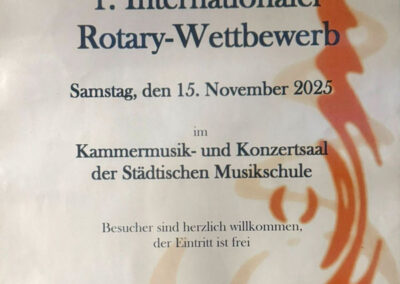 1. Internationaler
Rotary-Wettbewerb
Samstag, den 15. November 2025
im
Kammermusik- und Konzertsaal
der Städtischen Musikschule
Besucher sind herzlich willkommen,
der Eintritt ist frei